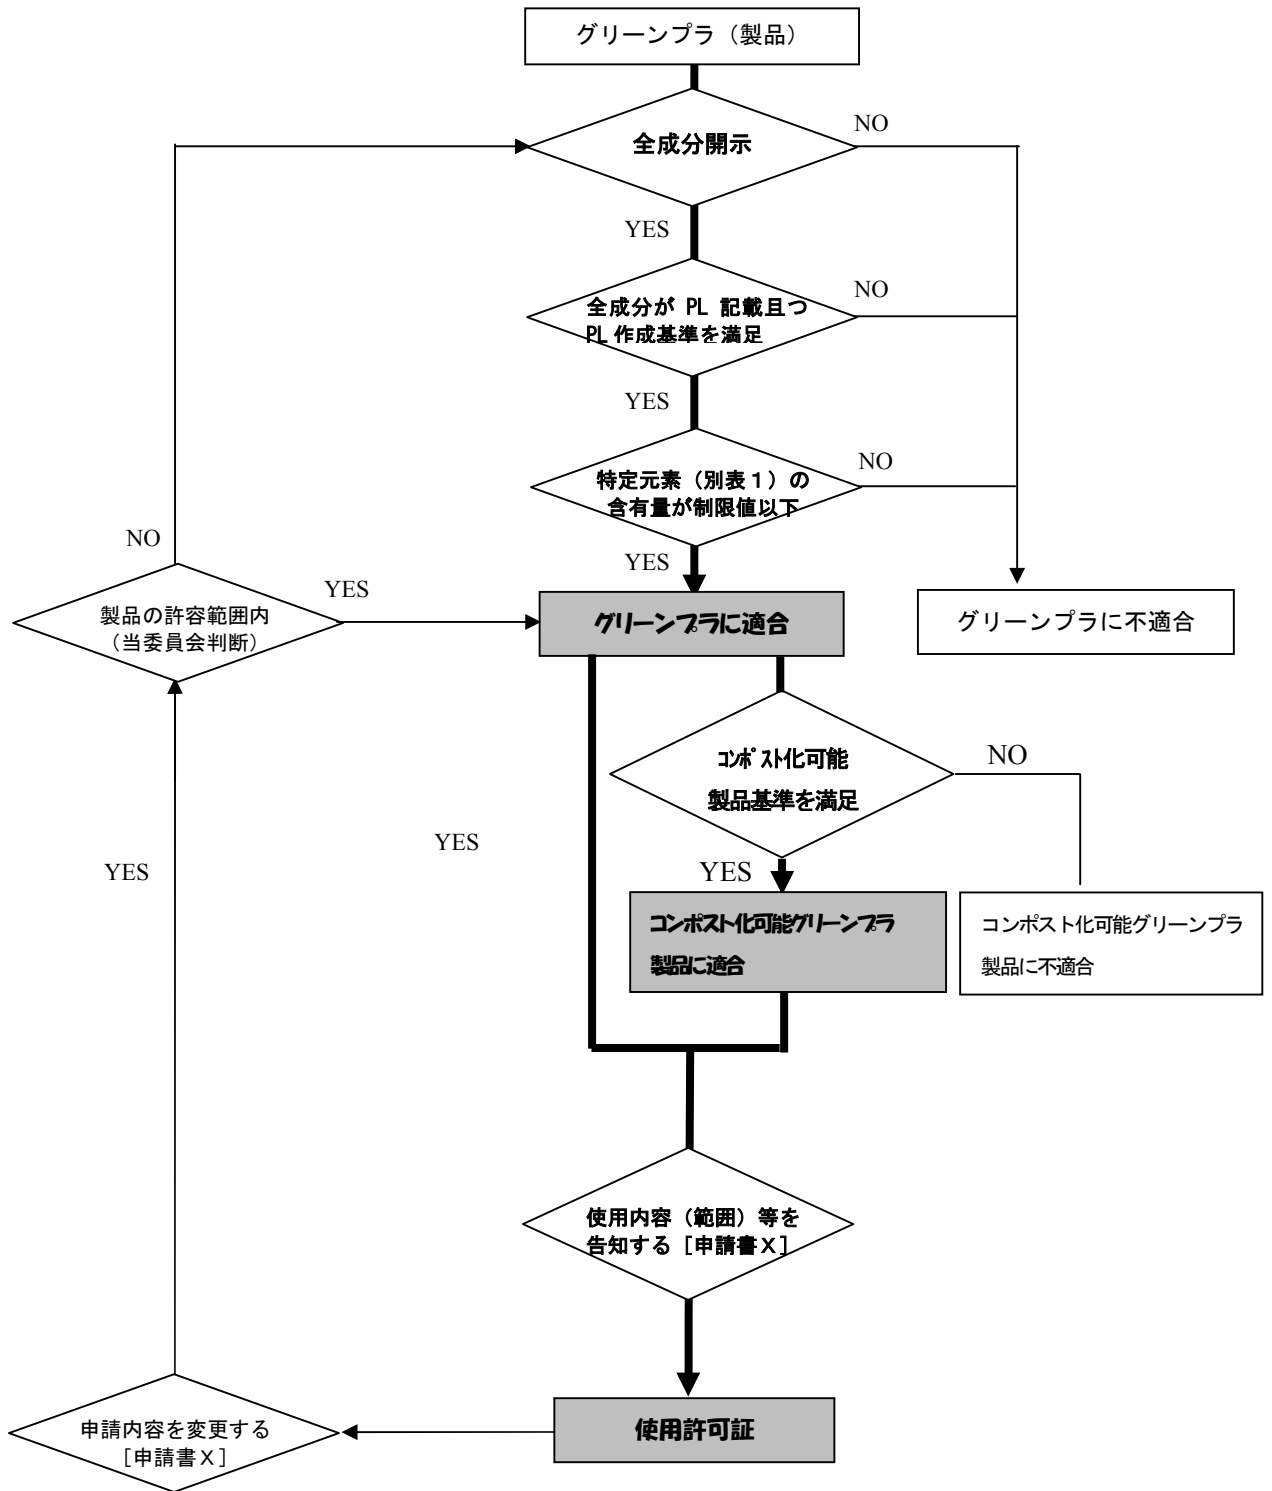 グリーンプラ（製品）
全成分開示
NO
YES
全成分が PL 記載且つ
PL 作成基準を満足
NO
YES
特定元素（別表１）の
含有量が制限値以下
NO
YES
NO
製品の許容範囲内
（当委員会判断）
YES
グリーンプラに適合
グリーンプラに不適合
ｺﾝﾎﾟｽﾄ化可能
製品基準を満足
NO
YES
YES
YES
コンポスト化可能グリーンプラ
製品に適合
コンポスト化可能グリーンプラ
製品に不適合
使用内容（範囲）等を
告知する［申請書Ⅹ］
使用許可証
申請内容を変更する
［申請書Ⅹ］